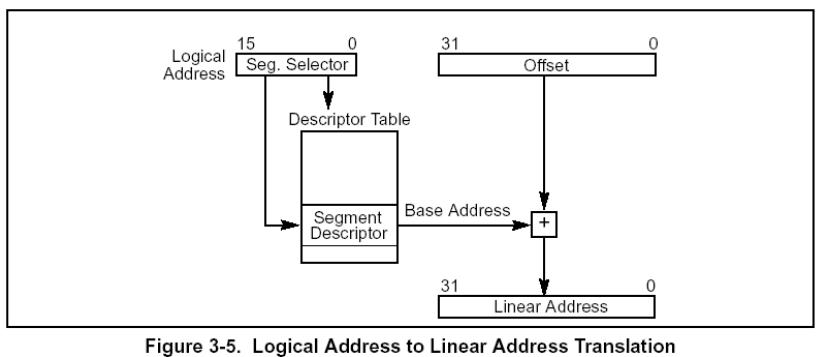 15 0
31 0
Logical
Address
Seg. Selector
Offset
Descriptor Table
Segment
Descriptor
Base Address
+
31 0
Linear Address
Figure 3-5. Logical Address to Linear Address Translation